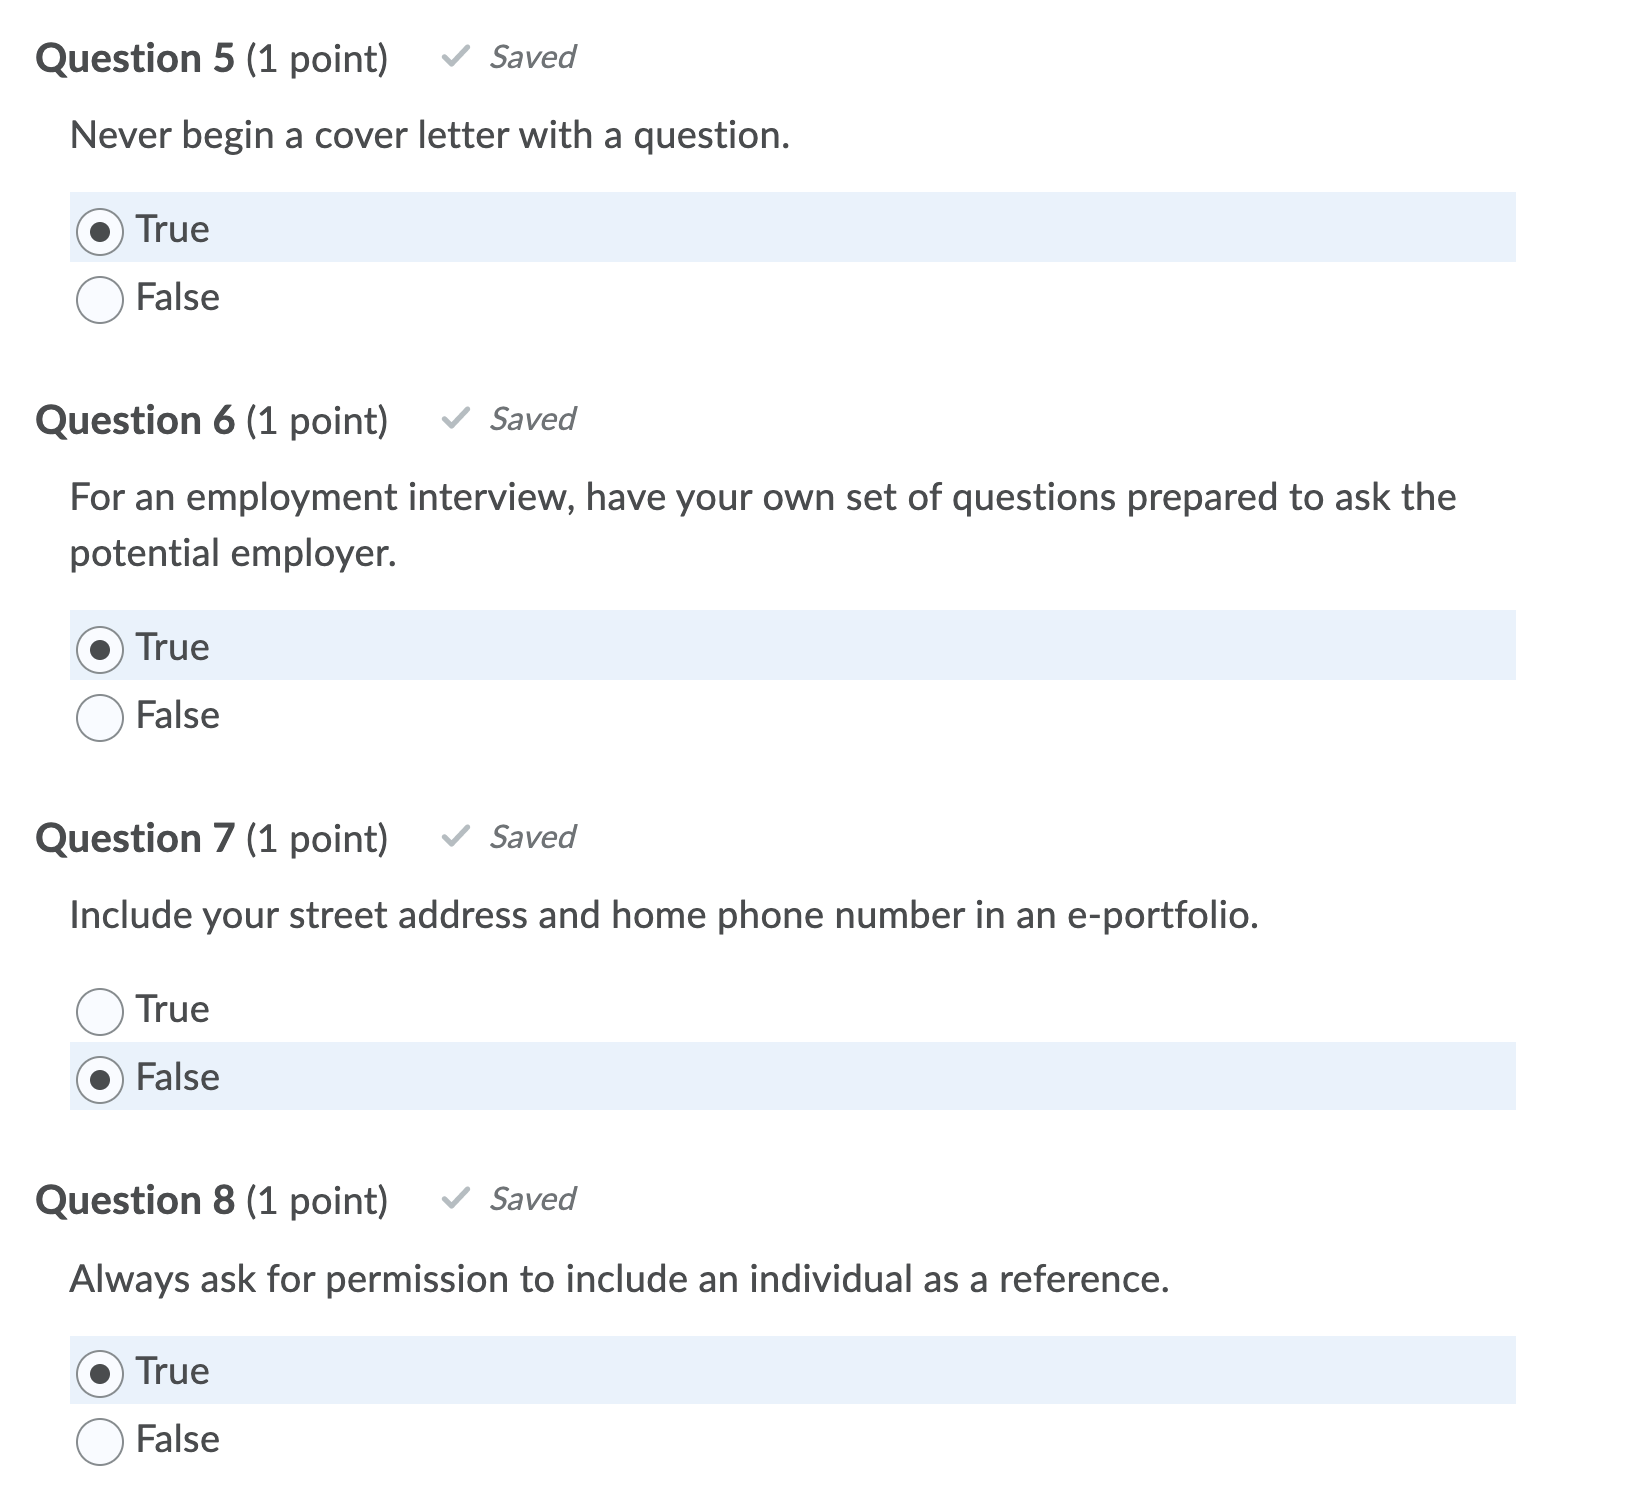 Question 5 (1 point) Saved
Never begin a cover letter with a question.
True
False
Question 6 (1 point) Saved
For an employment interview, have your own set of questions prepared to ask the
potential employer.
True
False
Question 7 (1 point) Saved
Include your street address and home phone number in an e-portfolio.
True
False
Question 8 (1 point) Saved
Always ask for permission to include an individual as a reference.
True
False